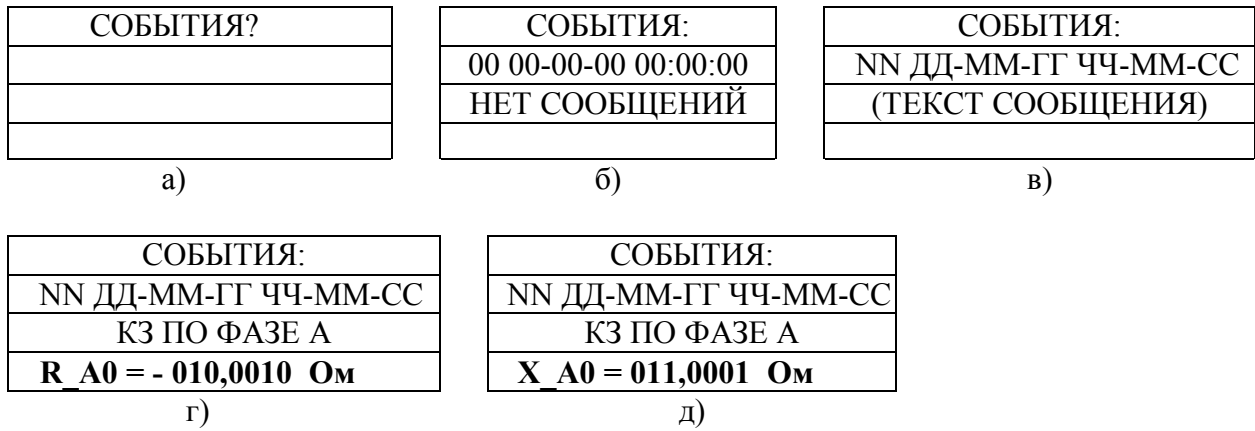 СОБЫТИЯ?
а)
СОБЫТИЯ:
00 00-00-00 00:00:00
НЕТ СООБЩЕНИЙ
б)
СОБЫТИЯ:
NN ДД-ММ-ГГ ЧЧ-ММ-СС
(ТЕКСТ СООБЩЕНИЯ)
в)
СОБЫТИЯ:
NN ДД-ММ-ГГ ЧЧ-ММ-СС
КЗ ПО ФАЗЕ А
R_A0 = - 010,0010 Ом
г)
СОБЫТИЯ:
NN ДД-ММ-ГГ ЧЧ-ММ-СС
КЗ ПО ФАЗЕ А
X_A0 = 011,0001 Ом
д)